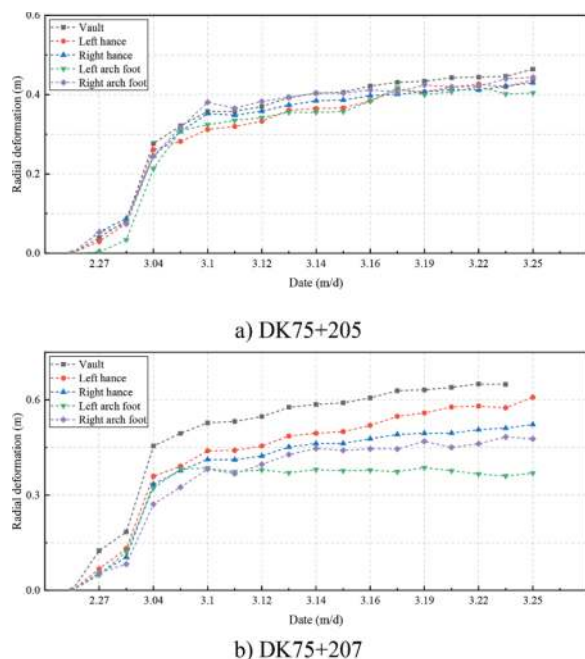 0.6
Vault
Left hance
Right hance
Left arch foot
Right arch foot
0.4
Radial deformation (m)
0.2
0.0
2.27 3.04 3.1 3.12 3.14 3.16 3.19 3.22 3.25
Date (m/d)
a) DK75+205
Vault
Left hance
Right hance
Left arch foot
Right arch foot
0.6
Radial deformation (m)
0.3
0.0
2.27 3.04 3.1 3.12 3.14 3.16 3.19 3.22 3.25
Date (m/d)
b) DK75+207